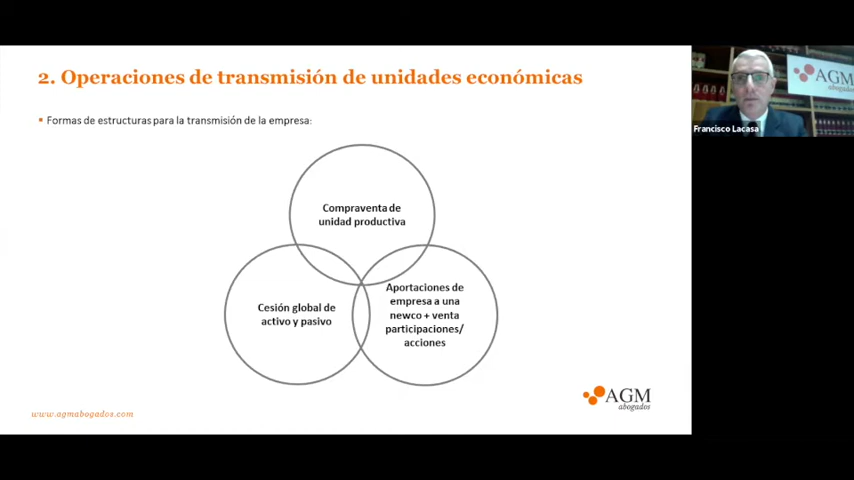 2. Operaciones de transmisión de unidades económicas
▪ Formas de estructuras para la transmisión de la empresa:
Compraventa de
unidad productiva
Cesión global de
activo y pasivo
Aportaciones de
empresa a una
newco + venta
participaciones/
acciones
www.agmabogados.com
AGM
abogados
AGM
abogados
Francisco Lacasa